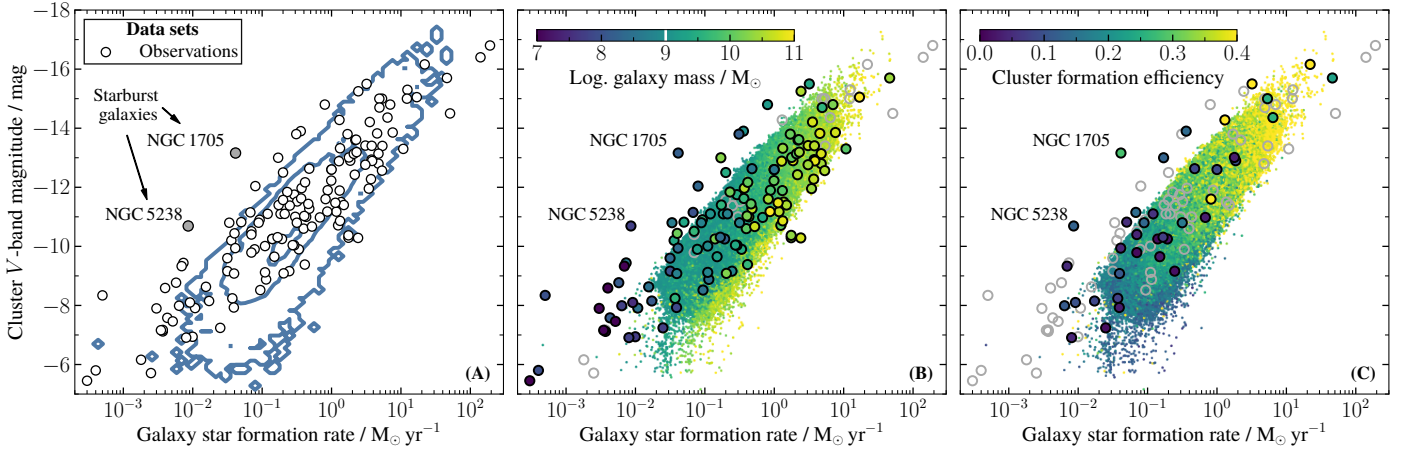 −18
−16
−14
−12
−10
−8
−6
Cluster V-band magnitude / mag
Data sets
Observations
Starburst
galaxies
NGC 1705
NGC 5238
(A)
10⁻³ 10⁻² 10⁻¹ 10⁰ 10¹ 10²
Galaxy star formation rate / M☉ yr⁻¹
7 8 9 10 11
Log. galaxy mass / M☉
NGC 1705
NGC 5238
(B)
10⁻³ 10⁻² 10⁻¹ 10⁰ 10¹ 10²
Galaxy star formation rate / M☉ yr⁻¹
0.0 0.1 0.2 0.3 0.4
Cluster formation efficiency
NGC 1705
NGC 5238
(C)
10⁻³ 10⁻² 10⁻¹ 10⁰ 10¹ 10²
Galaxy star formation rate / M☉ yr⁻¹